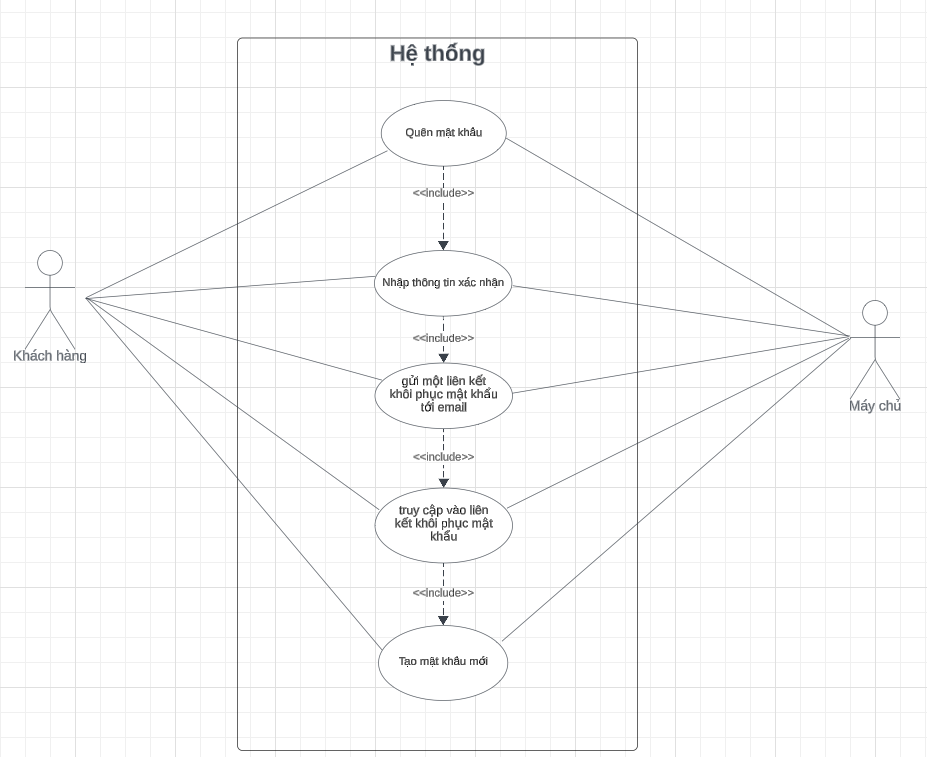 Hệ thống
Quên mật khẩu
<<include>>
Nhập thông tin xác nhận
<<include>>
gửi một liên kết
khôi phục mật khẩu
tới email
<<include>>
truy cập vào liên
kết khôi phục mật
khẩu
<<include>>
Tạo mật khẩu mới
Khách hàng
Máy chủ